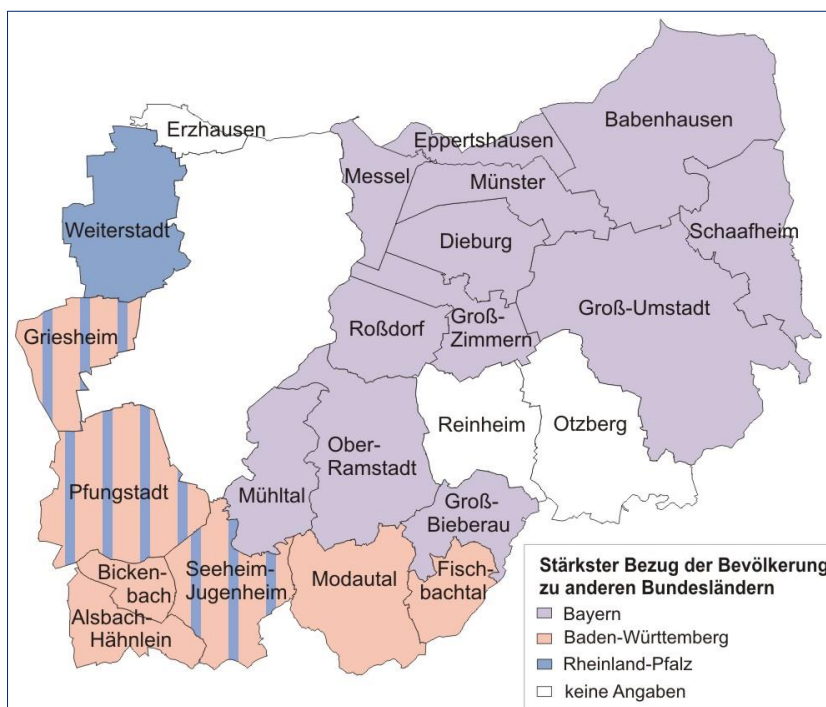 Erzhausen
Babenhausen
Eppertshausen
Messel
Münster
Weiterstadt
Dieburg
Schaafheim
Griesheim
Roßdorf
Groß-
Zimmern
Groß-Umstadt
Reinheim
Otzberg
Ober-
Ramstadt
Pfungstadt
Mühltal
Groß-
Bieberau
Bicken-
bach
Seeheim-
Jugenheim
Modautal
Fisch-
bachtal
Alsbach-
Hähnlein
Stärkster Bezug der Bevölkerung
zu anderen Bundesländern
Bayern
Baden-Württemberg
Rheinland-Pfalz
keine Angaben